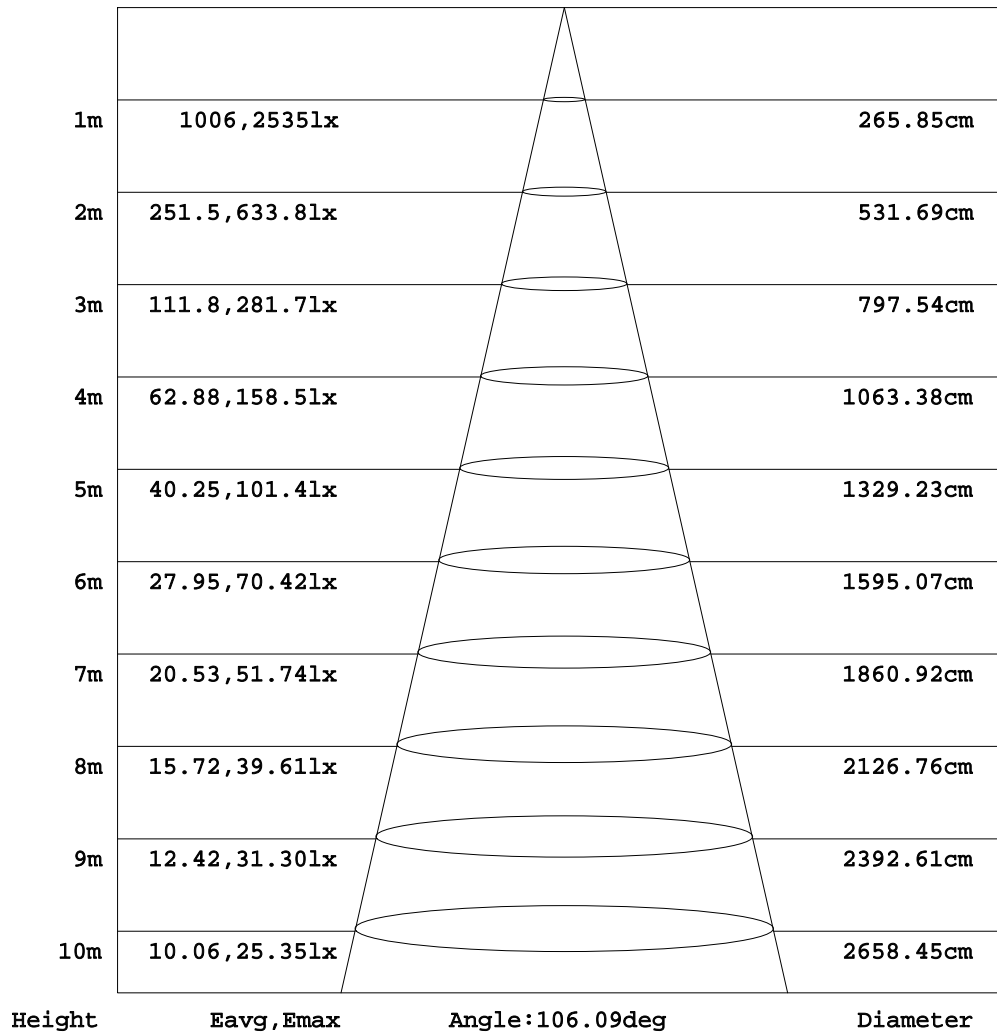 1m 1006,2535lx 265.85cm
2m 251.5,633.8lx 531.69cm
3m 111.8,281.7lx 797.54cm
4m 62.88,158.5lx 1063.38cm
5m 40.25,101.4lx 1329.23cm
6m 27.95,70.42lx 1595.07cm
7m 20.53,51.74lx 1860.92cm
8m 15.72,39.61lx 2126.76cm
9m 12.42,31.30lx 2392.61cm
10m 10.06,25.35lx 2658.45cm
Height Eavg,Emax Angle:106.09deg Diameter